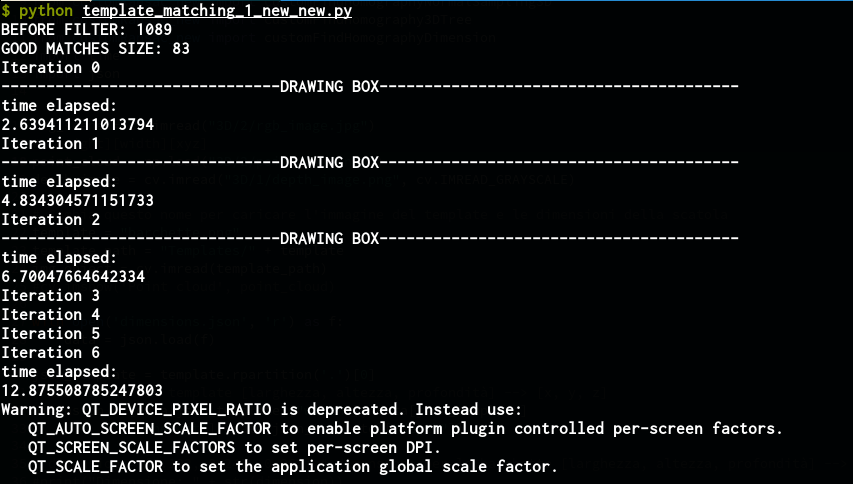 $ python template_matching_1_new_new.py
BEFORE FILTER: 1089
GOOD MATCHES SIZE: 83
Iteration 0
-------------------------------DRAWING BOX----------------------------------------
time elapsed:
2.639411211013794
Iteration 1
-------------------------------DRAWING BOX----------------------------------------
time elapsed:
4.834304571151733
Iteration 2
-------------------------------DRAWING BOX----------------------------------------
time elapsed:
6.70047664642334
Iteration 3
Iteration 4
Iteration 5
Iteration 6
time elapsed:
12.875508785247803
Warning: QT_DEVICE_PIXEL_RATIO is deprecated. Instead use:
   QT_AUTO_SCREEN_SCALE_FACTOR to enable platform plugin controlled per-screen factors.
   QT_SCREEN_SCALE_FACTORS to set per-screen DPI.
   QT_SCALE_FACTOR to set the application global scale factor.